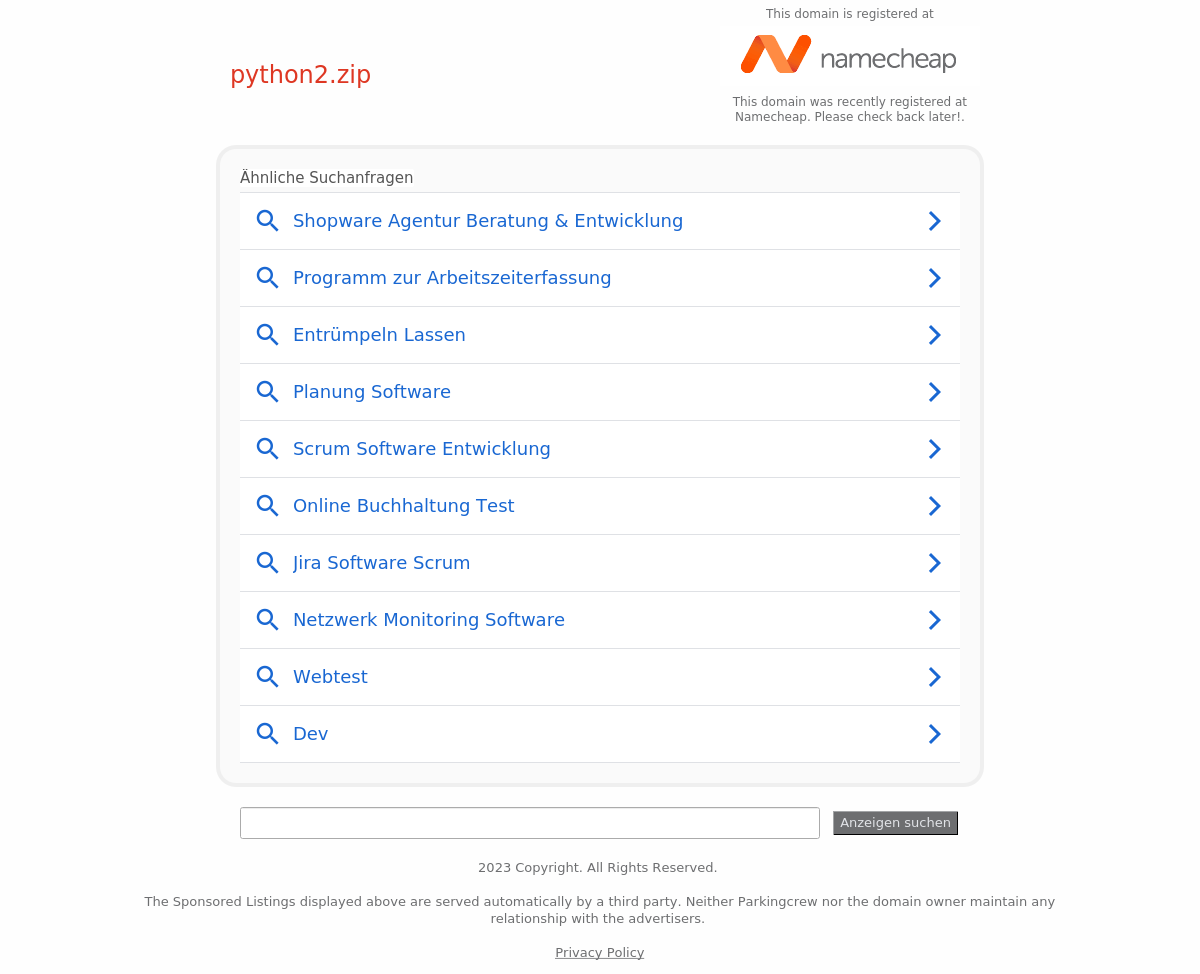 This domain is registered at
namecheap
python2.zip
This domain was recently registered at
Namecheap. Please check back later!.
Ähnliche Suchanfragen
Shopware Agentur Beratung & Entwicklung
Programm zur Arbeitszeiterfassung
Entrümpeln Lassen
Planung Software
Scrum Software Entwicklung
Online Buchhaltung Test
Jira Software Scrum
Netzwerk Monitoring Software
Webtest
Dev
Anzeigen suchen
2023 Copyright. All Rights Reserved.
The Sponsored Listings displayed above are served automatically by a third party. Neither Parkingcrew nor the domain owner maintain any
relationship with the advertisers.
Privacy Policy